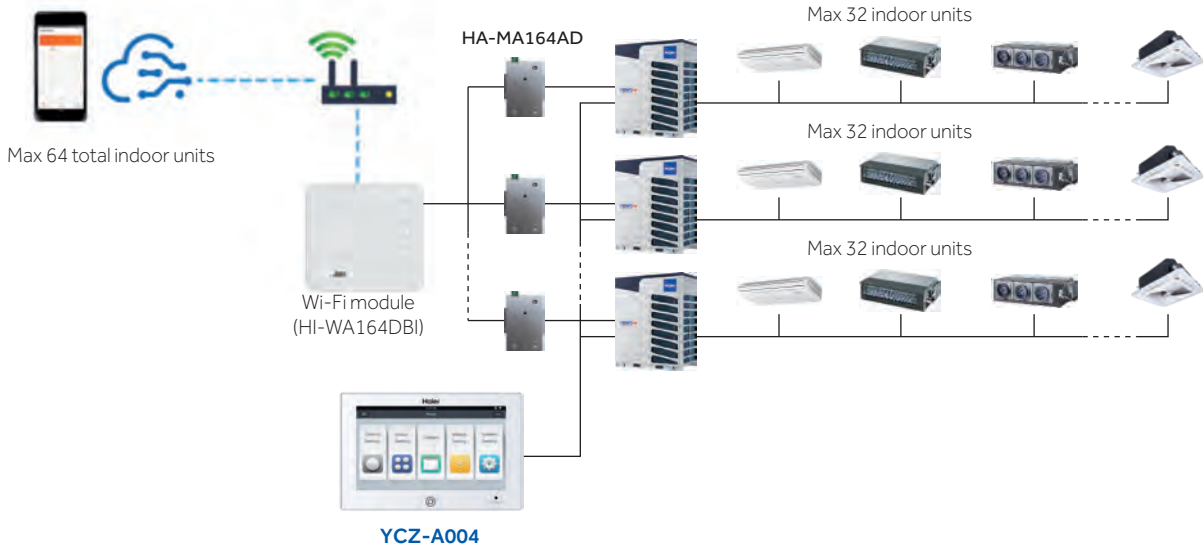 Max 32 indoor units
HA-MA164AD
Max 64 total indoor units
Max 32 indoor units
Max 32 indoor units
Wi-Fi module
(HI-WA164DBI)
Haier
YCZ-A004